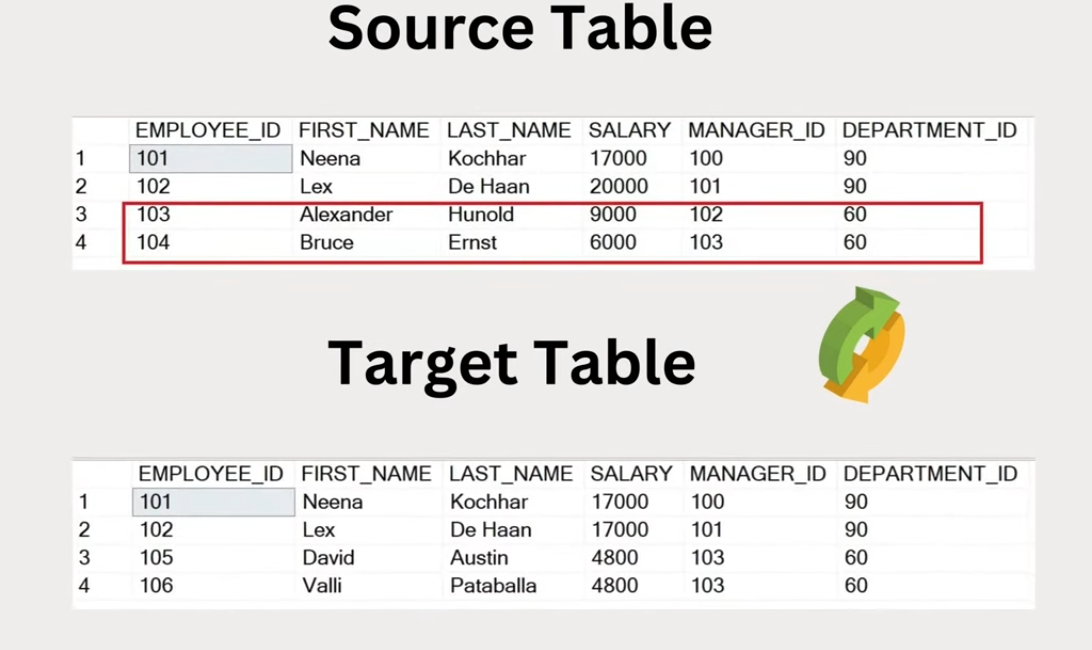 Source Table
EMPLOYEE_ID FIRST_NAME LAST_NAME SALARY MANAGER_ID DEPARTMENT_ID
1 101 Neena Kochhar 17000 100 90
2 102 Lex De Haan 20000 101 90
3 103 Alexander Hunold 9000 102 60
4 104 Bruce Ernst 6000 103 60
Target Table
EMPLOYEE_ID FIRST_NAME LAST_NAME SALARY MANAGER_ID DEPARTMENT_ID
1 101 Neena Kochhar 17000 100 90
2 102 Lex De Haan 17000 101 90
3 105 David Austin 4800 103 60
4 106 Valli Pataballa 4800 103 60